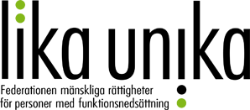 lika unika
Federationen mänskliga rättigheter
för personer med funktionsnedsättning